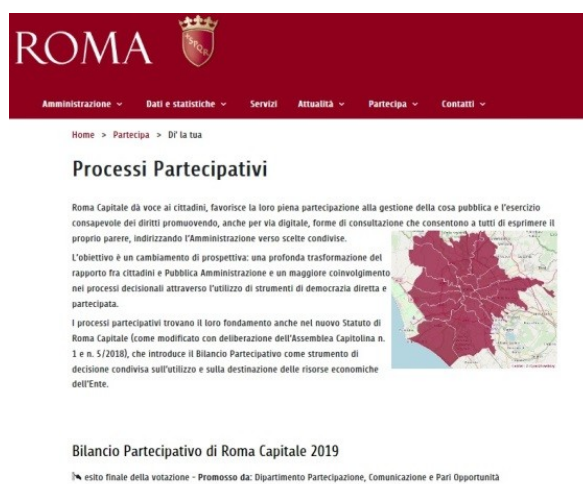 ROMA
Amministrazione Dati e statistiche Servizi Attualità Partecipa Contatti
Home > Partecipa > Di' la tua
Processi Partecipativi
Roma Capitale dà voce ai cittadini, favorisce la loro piena partecipazione alla gestione della cosa pubblica e l'esercizio
consapevole dei diritti promuovendo, anche per via digitale, forme di consultazione che consentono a tutti di esprimere il
proprio parere, indirizzando l'Amministrazione verso scelte condivise.
L'obiettivo è un cambiamento di prospettiva: una profonda trasformazione del
rapporto fra cittadini e Pubblica Amministrazione e un maggiore coinvolgimento
nei processi decisionali attraverso l'utilizzo di strumenti di democrazia diretta e
partecipata.
I processi partecipativi trovano il loro fondamento anche nel nuovo Statuto di
Roma Capitale (come modificato con deliberazione dell'Assemblea Capitolina n.
1 e n. 5/2018), che introduce il Bilancio Partecipativo come strumento di
decisione condivisa sull'utilizzo e sulla destinazione delle risorse economiche
dell'Ente.
Bilancio Partecipativo di Roma Capitale 2019
esito finale della votazione - Promosso da: Dipartimento Partecipazione, Comunicazione e Pari Opportunità